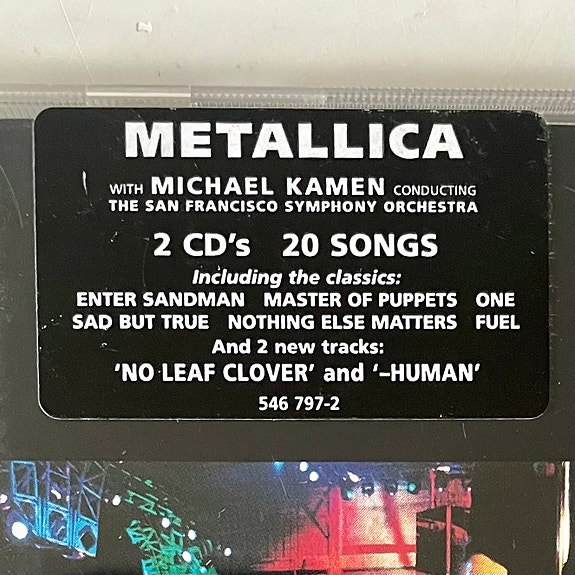 METALLICA
WITH MICHAEL KAMEN CONDUCTING
THE SAN FRANCISCO SYMPHONY ORCHESTRA
2 CD's 20 SONGS
Including the classics:
ENTER SANDMAN MASTER OF PUPPETS ONE
SAD BUT TRUE NOTHING ELSE MATTERS FUEL
And 2 new tracks:
'NO LEAF CLOVER' and '–HUMAN'
546 797-2